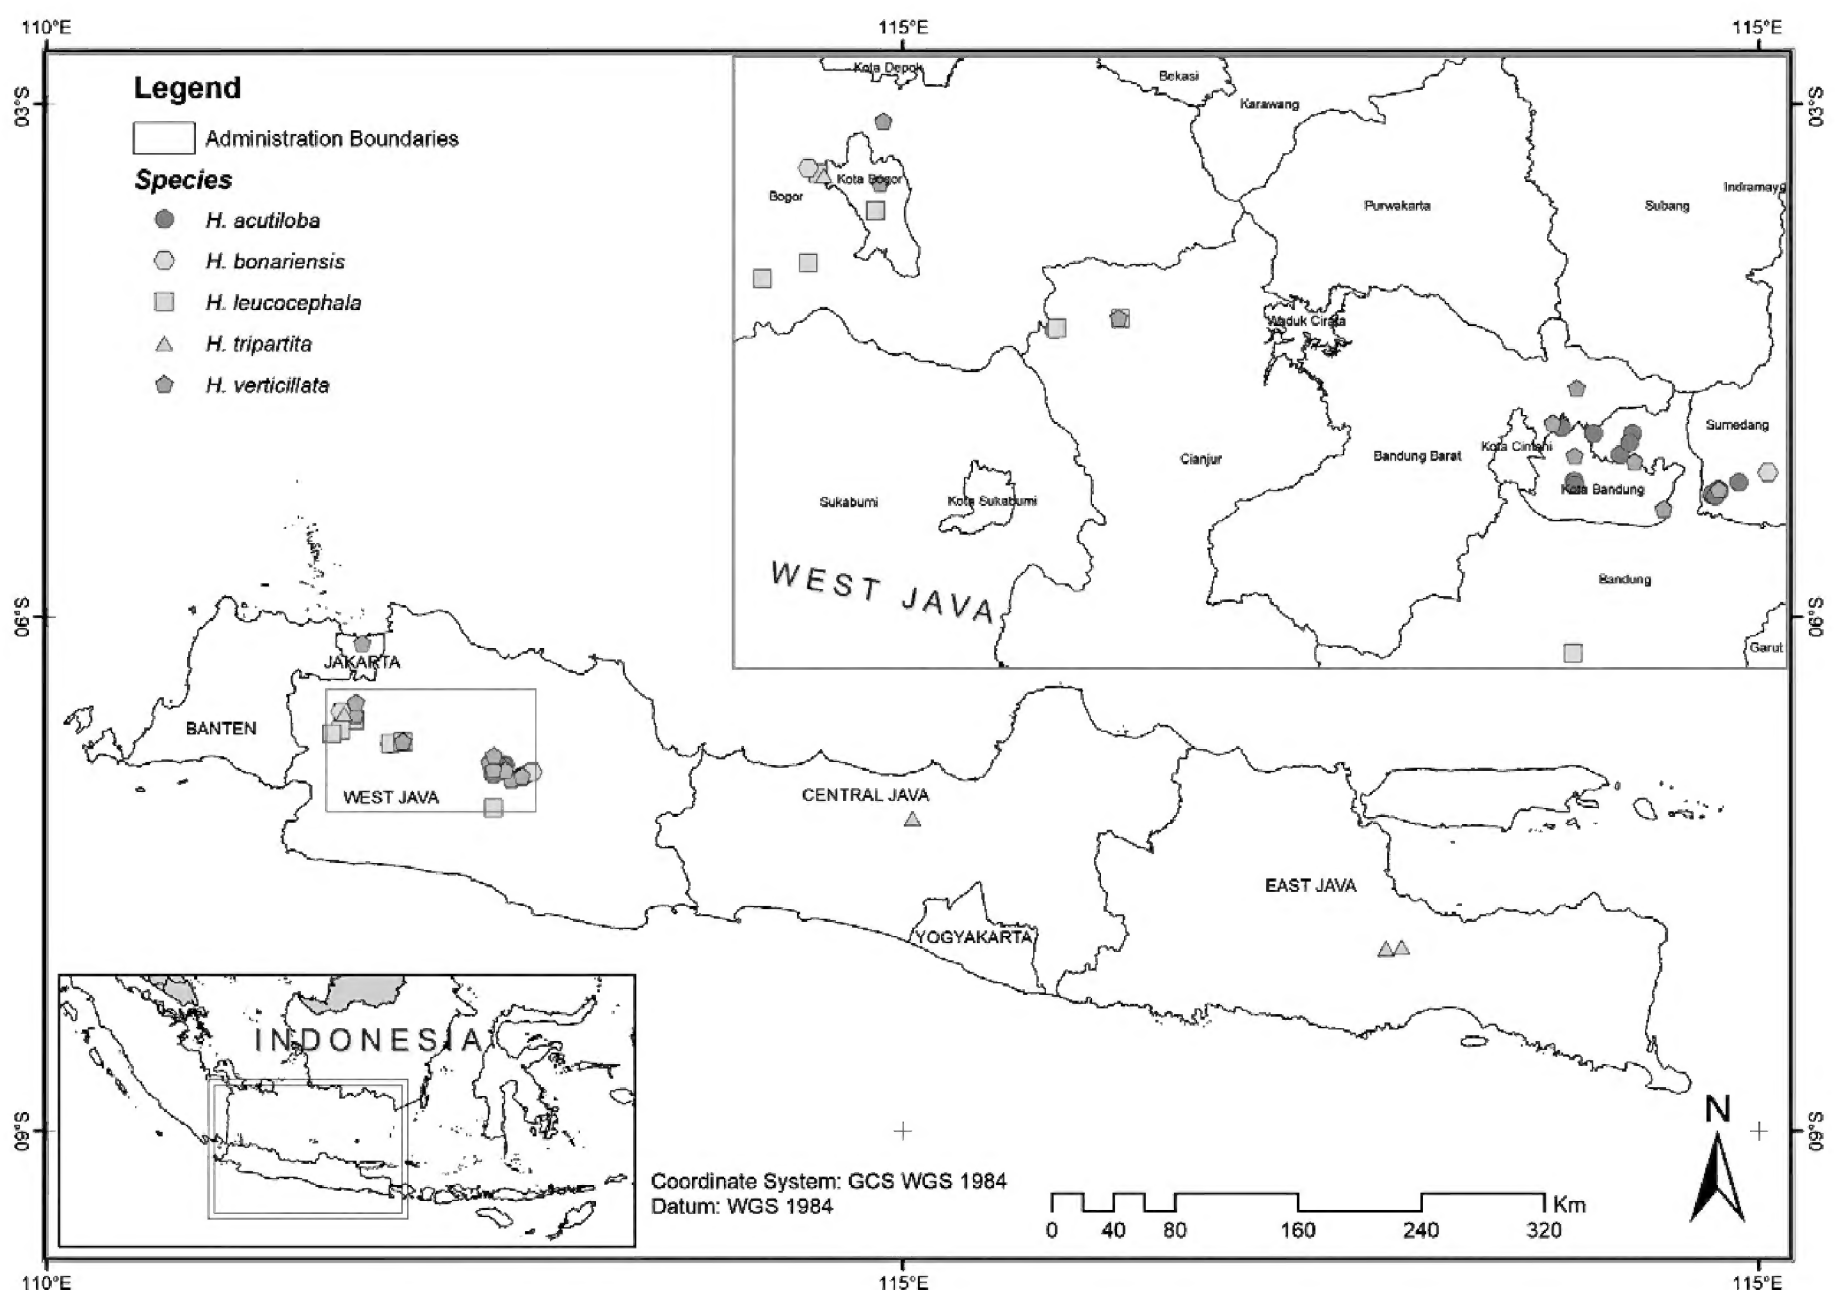 110°E
115°E
115°E
Legend
Administration Boundaries
Species
H. acutiloba
H. bonariensis
H. leucocephala
H. tripartita
H. verticillata
03°S
03°S
Kota Depok
Bekasi
Karawang
Kota Bogor
Bogor
Purwakarta
Subang
Indramayu
Waduk Cirata
Sumedang
Kota Cimahi
Cianjur
Bandung Barat
Kota Bandung
Sukabumi
Kota Sukabumi
Bandung
WEST JAVA
Garut
06°S
06°S
JAKARTA
BANTEN
WEST JAVA
CENTRAL JAVA
EAST JAVA
YOGYAKARTA
INDONESIA
N
09°S
09°S
Coordinate System: GCS WGS 1984
Datum: WGS 1984
Km
0 40 80 160 240 320
110°E
115°E
115°E